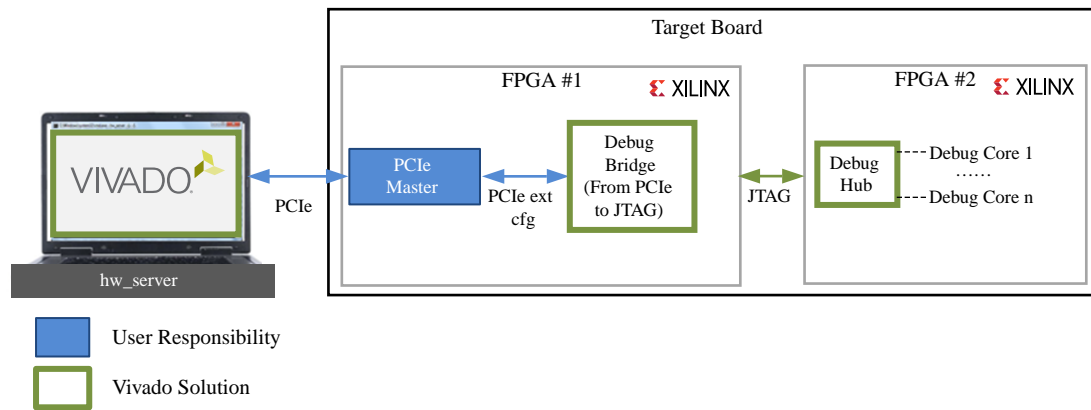 Target Board
FPGA #1
XILINX
FPGA #2
XILINX
VIVADO.
PCIe
Master
PCIe
PCIe ext
cfg
Debug
Bridge
(From PCIe
to JTAG)
JTAG
Debug
Hub
Debug Core 1
......
Debug Core n
hw_server
User Responsibility
Vivado Solution